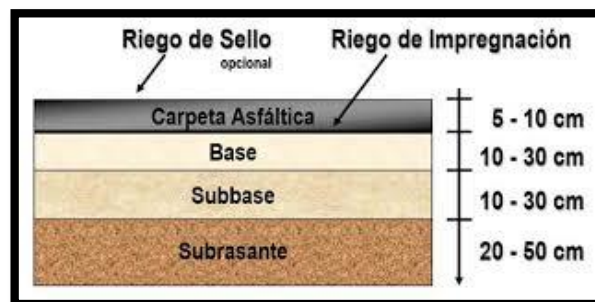 Riego de Sello
opcional
Riego de Impregnación
Carpeta Asfáltica
5 - 10 cm
Base
10 - 30 cm
Subbase
10 - 30 cm
Subrasante
20 - 50 cm